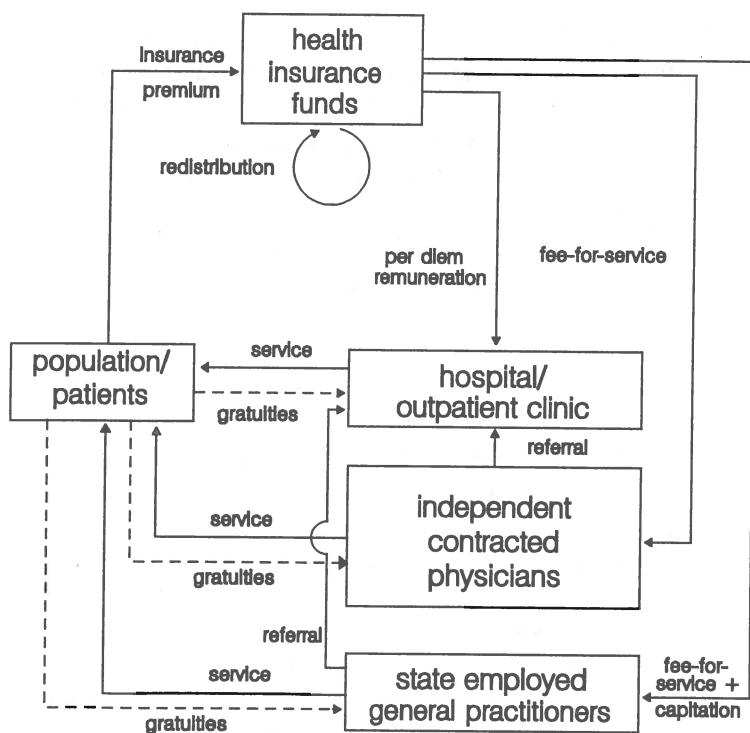 health
insurance
funds
insurance
premium
redistribution
per diem
remuneration
fee-for-service
population/
patients
service
gratuities
hospital/
outpatient clinic
referral
independent
contracted
physicians
service
gratuities
referral
service
gratuities
state employed
general practitioners
fee-for-
service +
capitation